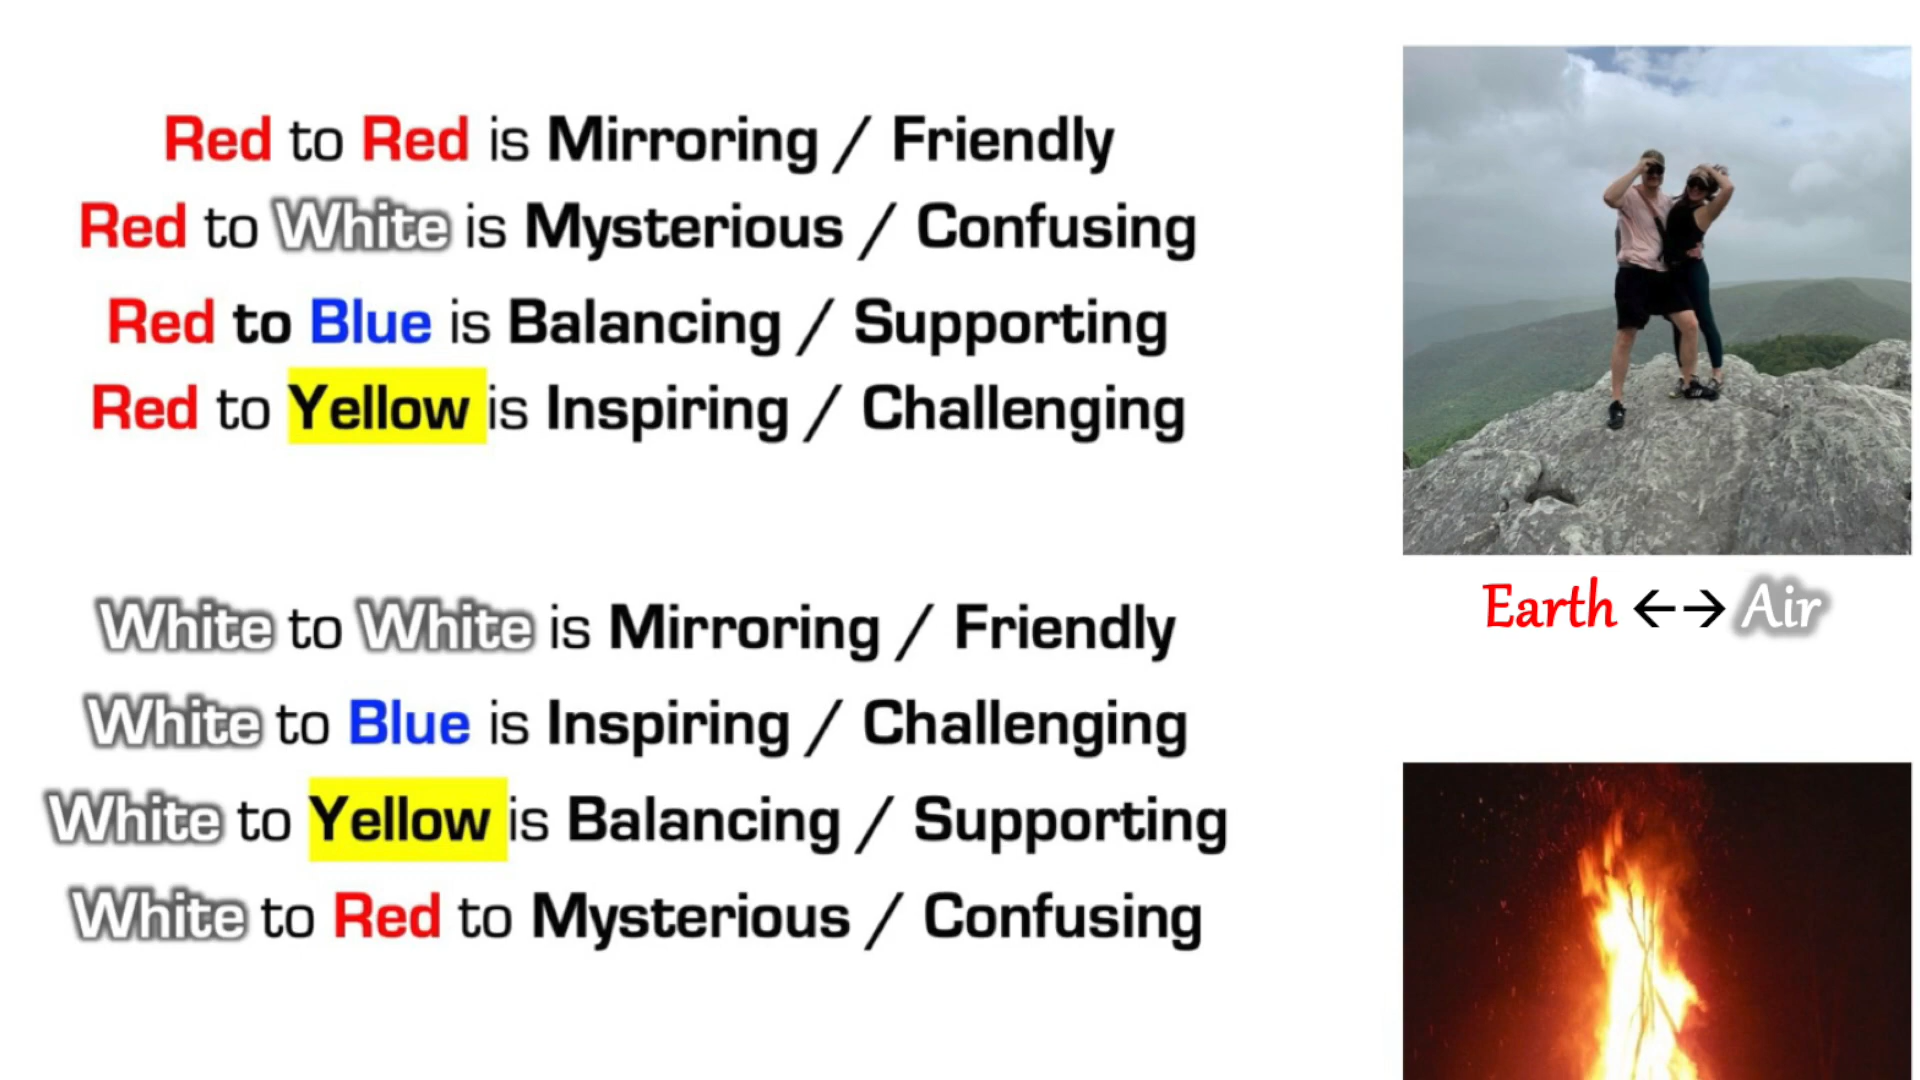 Red to Red is Mirroring / Friendly
Red to White is Mysterious / Confusing
Red to Blue is Balancing / Supporting
Red to Yellow is Inspiring / Challenging
White to White is Mirroring / Friendly
White to Blue is Inspiring / Challenging
White to Yellow is Balancing / Supporting
White to Red to Mysterious / Confusing
Earth ←→ Air